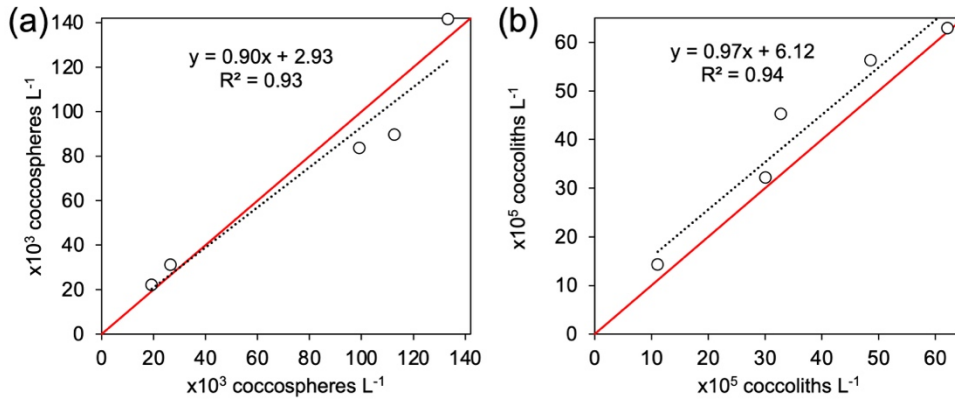 (a)
y = 0.90x + 2.93
R² = 0.93
x10³ coccospheres L⁻¹
140
120
100
80
60
40
20
0
0 20 40 60 80 100 120 140
x10³ coccospheres L⁻¹
(b)
y = 0.97x + 6.12
R² = 0.94
x10⁵ coccoliths L⁻¹
60
50
40
30
20
10
0
0 10 20 30 40 50 60
x10⁵ coccoliths L⁻¹